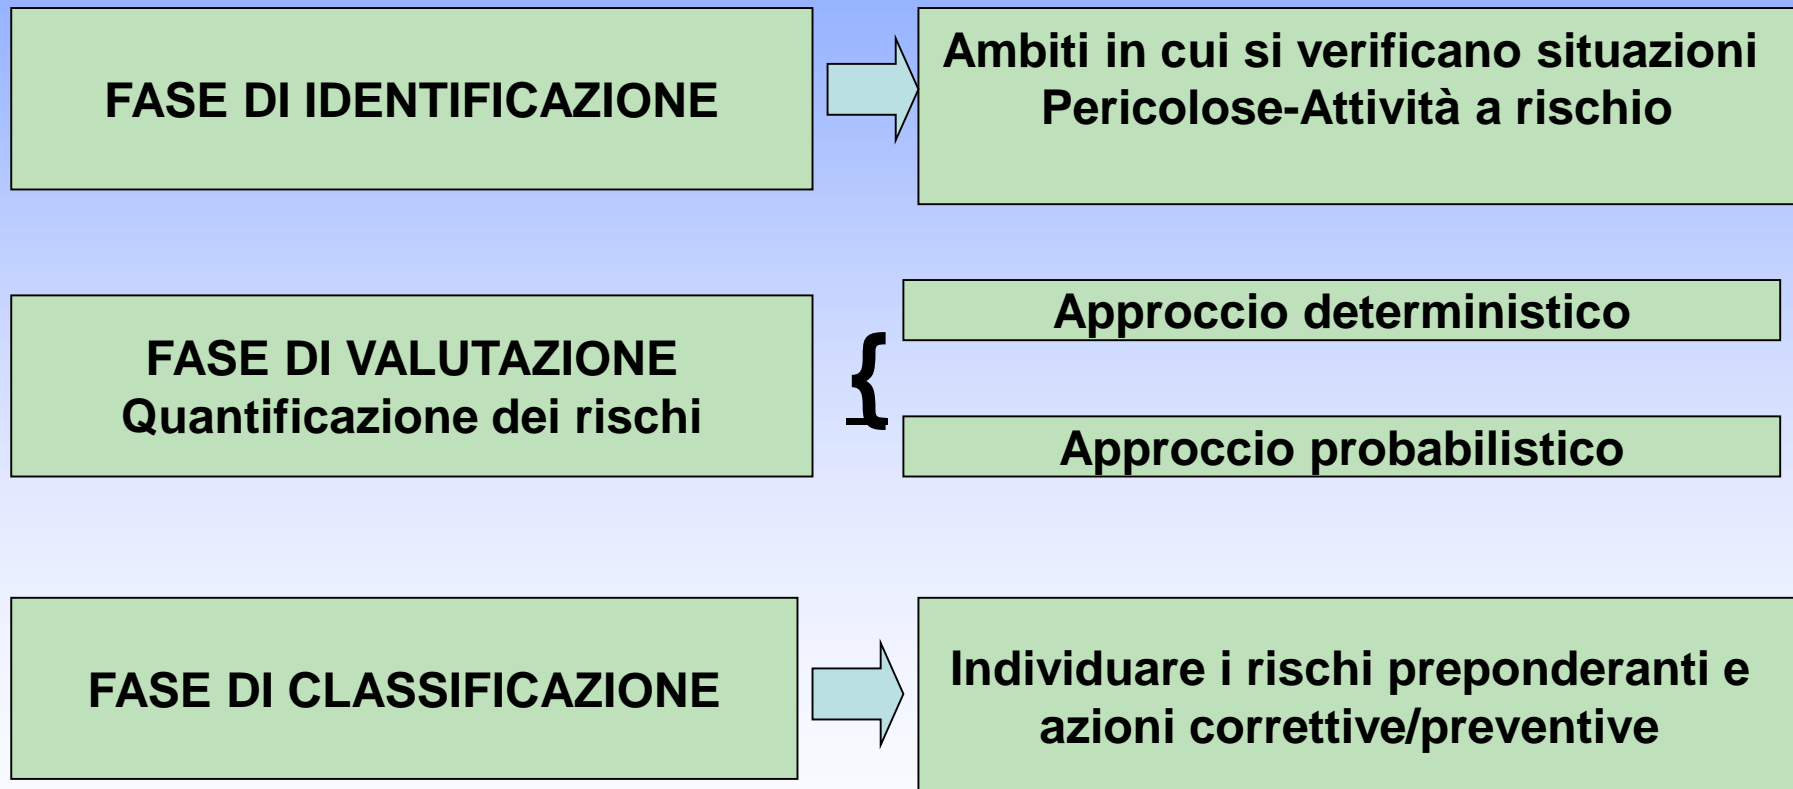 FASE DI IDENTIFICAZIONE
Ambiti in cui si verificano situazioni
Pericolose-Attività a rischio
FASE DI VALUTAZIONE
Quantificazione dei rischi
{
Approccio deterministico
Approccio probabilistico
FASE DI CLASSIFICAZIONE
Individuare i rischi preponderanti e
azioni correttive/preventive